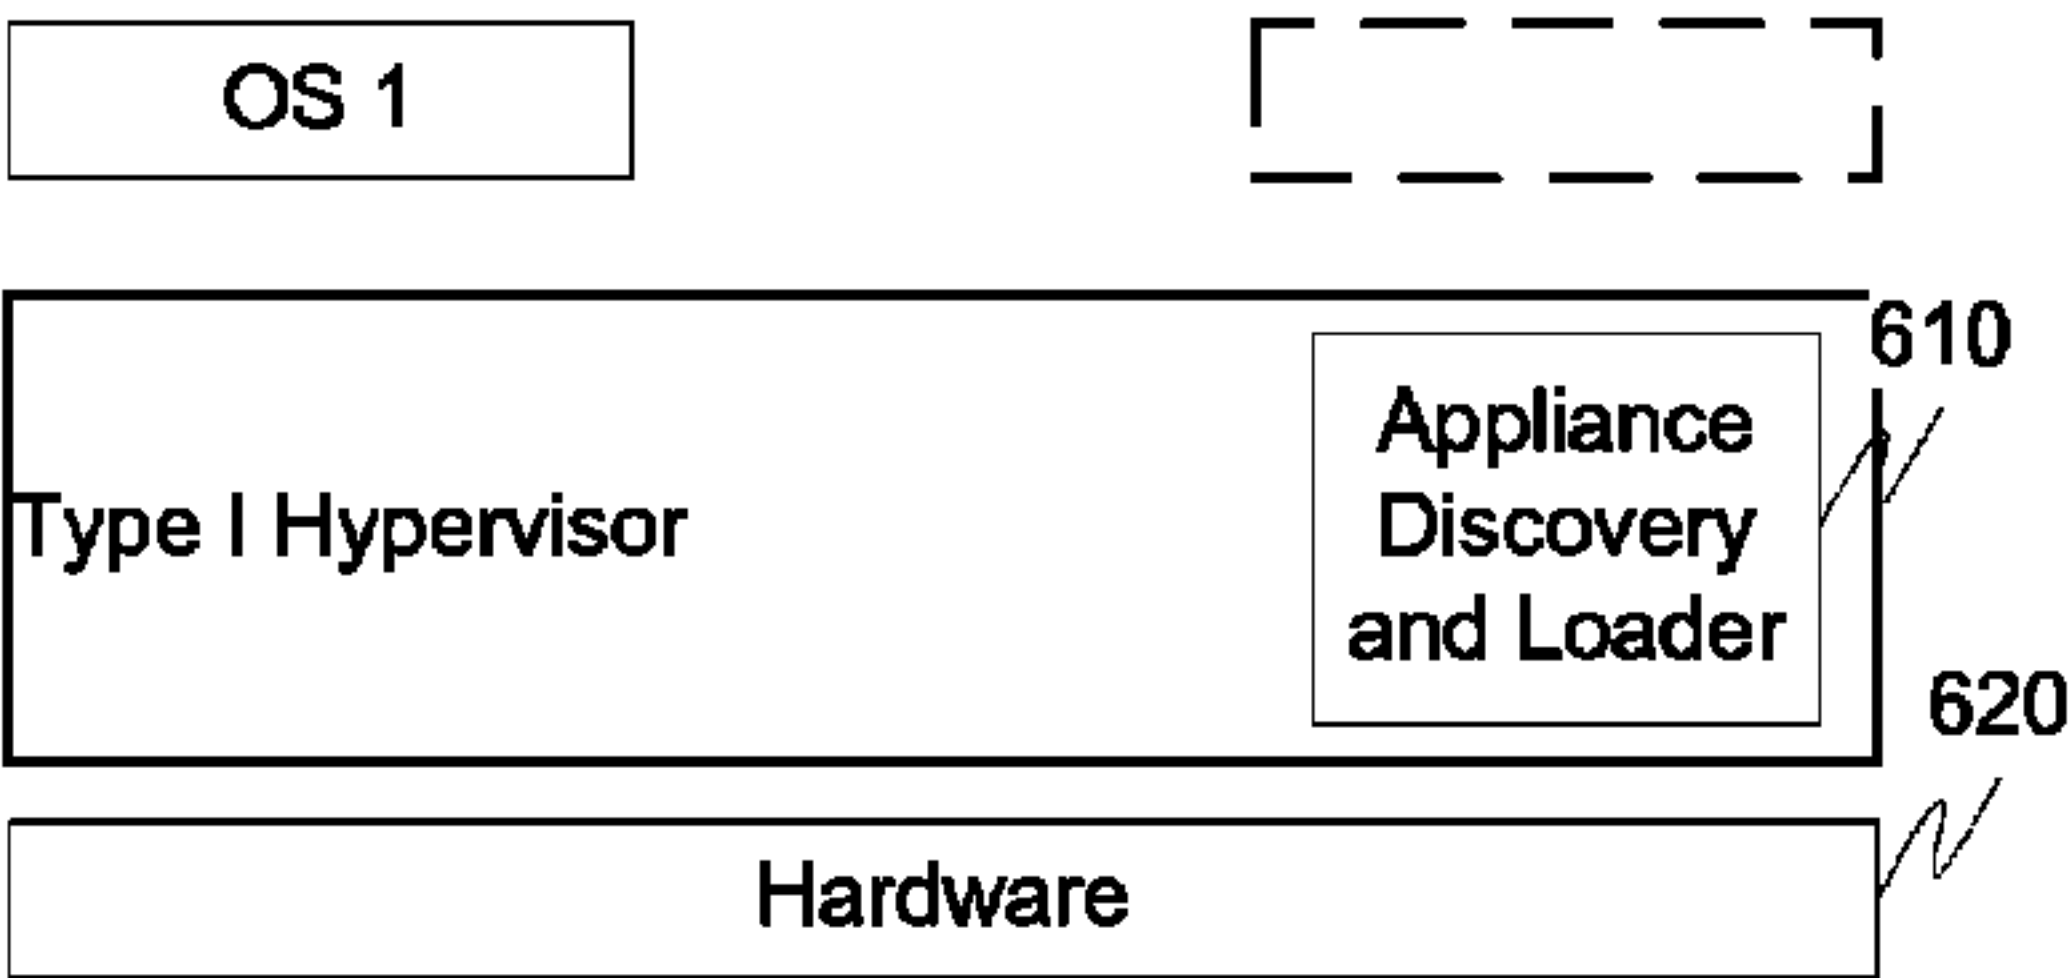 OS 1
610
Appliance
Discovery
and Loader
Type I Hypervisor
620
Hardware